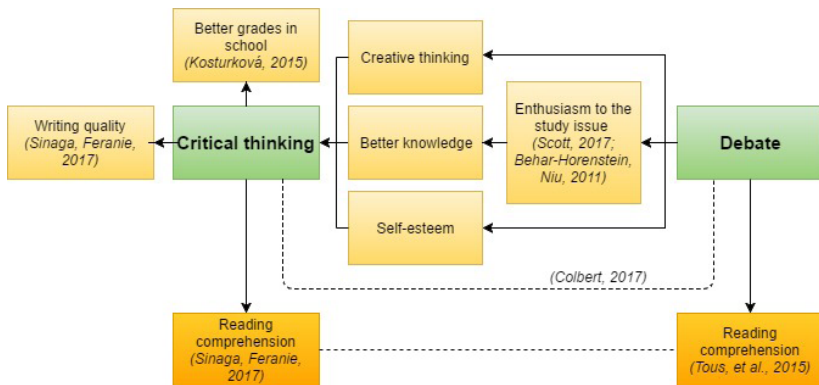 Better grades in
school
(Kosturková, 2015)
Creative thinking
Writing quality
(Sinaga, Feranie,
2017)
Critical thinking
Better knowledge
Enthusiasm to the
study issue
(Scott, 2017;
Behar-Horenstein,
Niu, 2011)
Debate
Self-esteem
(Colbert, 2017)
Reading
comprehension
(Sinaga, Feranie,
2017)
Reading
comprehension
(Tous, et al., 2015)